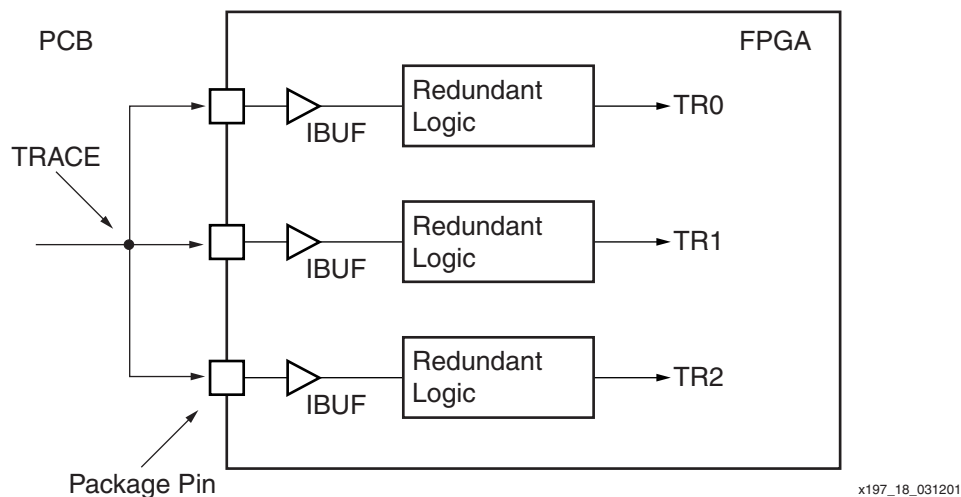 PCB
FPGA
Redundant
Logic
TR0
IBUF
TRACE
Redundant
Logic
TR1
IBUF
Redundant
Logic
TR2
IBUF
Package Pin
x197_18_031201